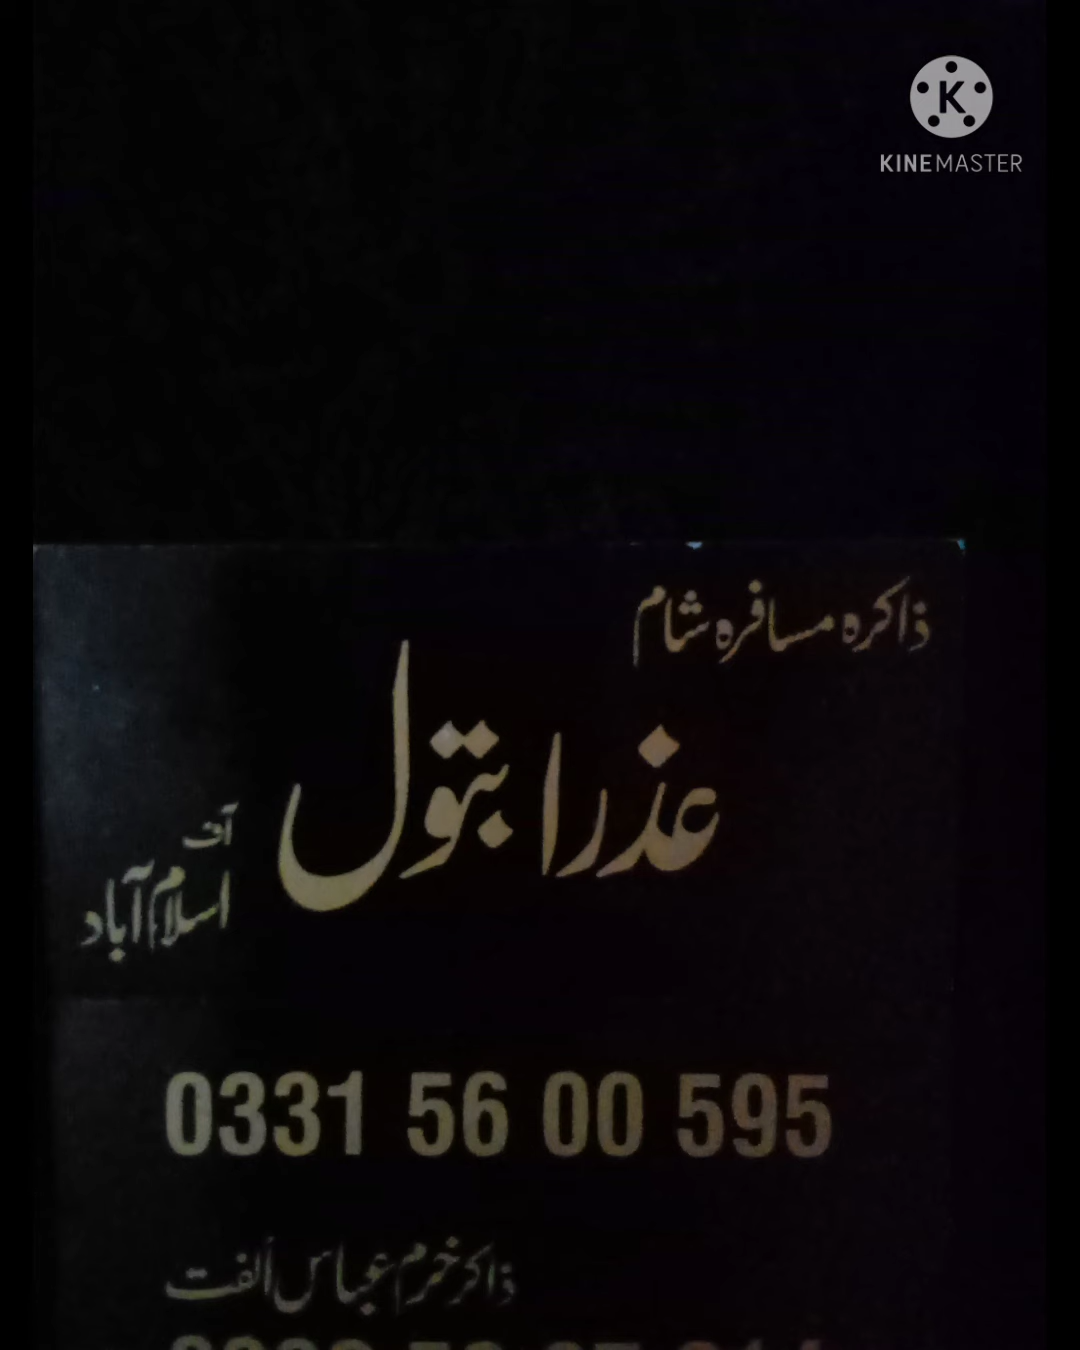 KINEMASTER
ذاکرہ مسافرہ شام
عذرا بتول
آف
اسلام آباد
0331 56 00 595
ذاکر خرم عباس الفت